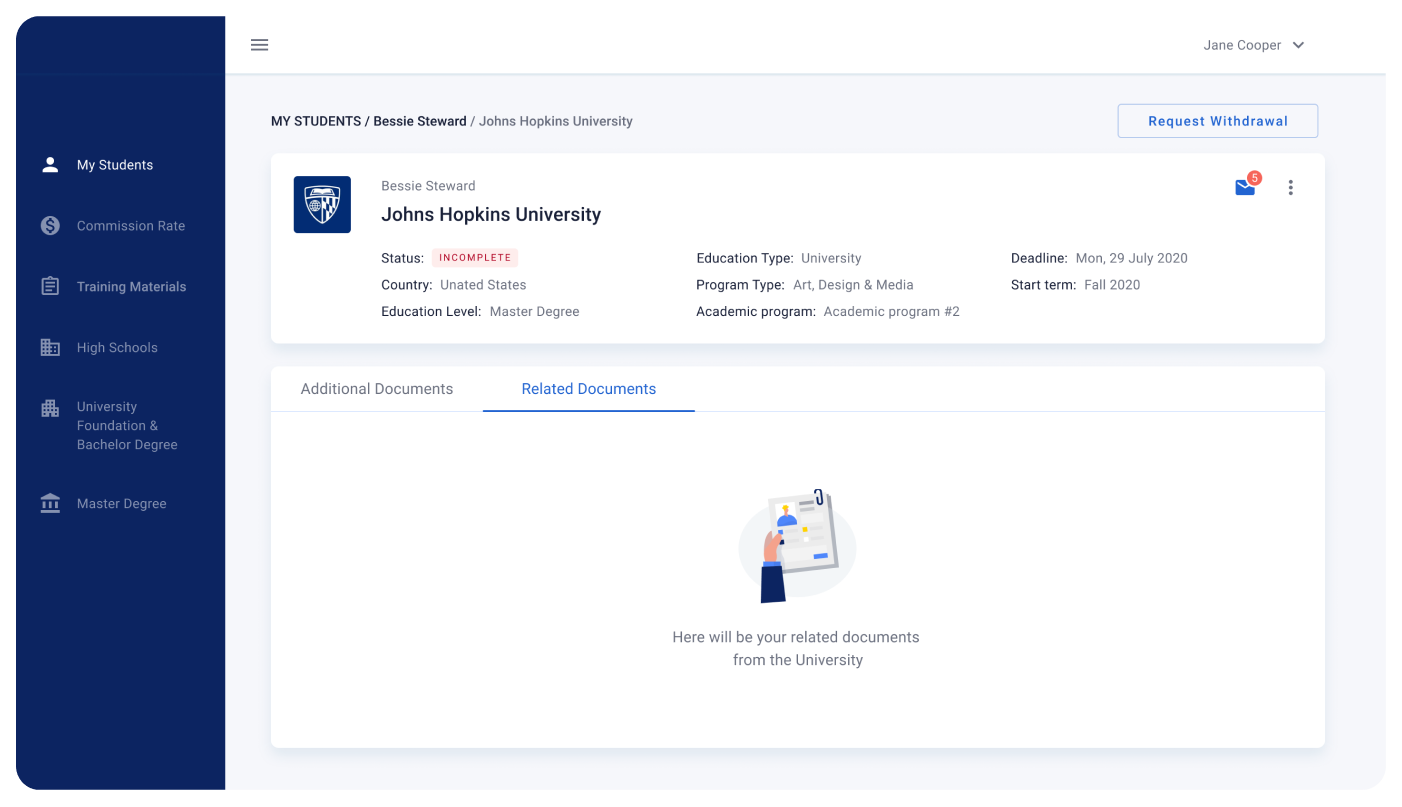 Jane Cooper
MY STUDENTS / Bessie Steward / Johns Hopkins University
Request Withdrawal
My Students
Commission Rate
Training Materials
High Schools
University
Foundation &
Bachelor Degree
Master Degree
Bessie Steward
5
Johns Hopkins University
Status: INCOMPLETE
Education Type: University
Deadline: Mon, 29 July 2020
Country: Unated States
Program Type: Art, Design & Media
Start term: Fall 2020
Education Level: Master Degree
Academic program: Academic program #2
Additional Documents
Related Documents
Here will be your related documents
from the University